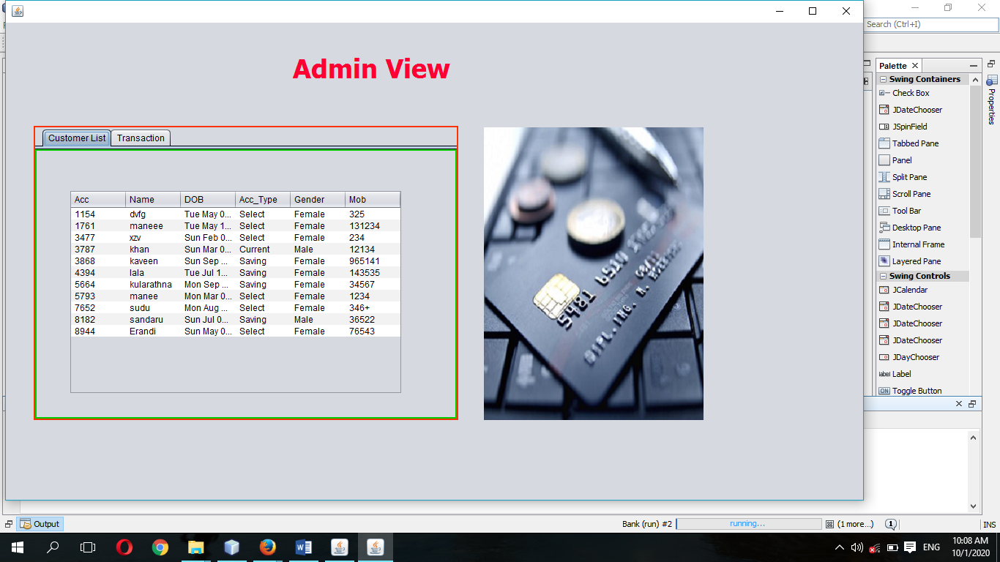 Search (Ctrl+I)
Admin View
Customer List Transaction
Acc Name DOB Acc_Type Gender Mob
1154 dvfg Tue May 0... Select Female 325
1761 maneee Tue May 1... Select Female 131234
3477 xzv Sun Feb 0... Select Female 234
3787 khan Sun Mar 0... Current Male 12134
3868 kaveen Sun Sep ... Saving Female 965141
4394 lala Tue Jul 1... Saving Female 143535
5664 kularathna Mon Sep ... Saving Female 34567
5793 manee Mon Mar 0... Select Female 1234
7652 sudu Mon Aug ... Select Female 346+
8182 sandaru Sun Jul 0... Saving Male 36522
8944 Erandi Sun May 0... Select Female 76543
5481 6510
DIPL.ING. M.
Palette
Swing Containers
Check Box
JDateChooser
JSpinField
Tabbed Pane
Panel
Split Pane
Scroll Pane
Tool Bar
Desktop Pane
Internal Frame
Layered Pane
Swing Controls
JCalendar
JDateChooser
JDateChooser
JDateChooser
JDayChooser
label Label
ON Toggle Button
Properties
Output
Bank (run) #2 running... (1 more...) 1 INS
ENG
10:08 AM
10/1/2020